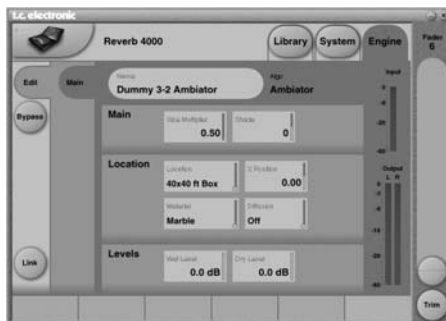 t.c. electronic
Reverb 4000
Library
System
Engine
Fader
6
Edit
Main
Name
Dummy 3-2 Ambiator
Algo
Ambiator
Input
Bypass
Main
Size Multiplier
0.50
Shade
0
Location
Location
40x40 ft Box
Z Position
0.00
Output
L R
Material
Marble
Diffusion
Off
Link
Levels
Wet Level
0.0 dB
Dry Level
0.0 dB
Trim